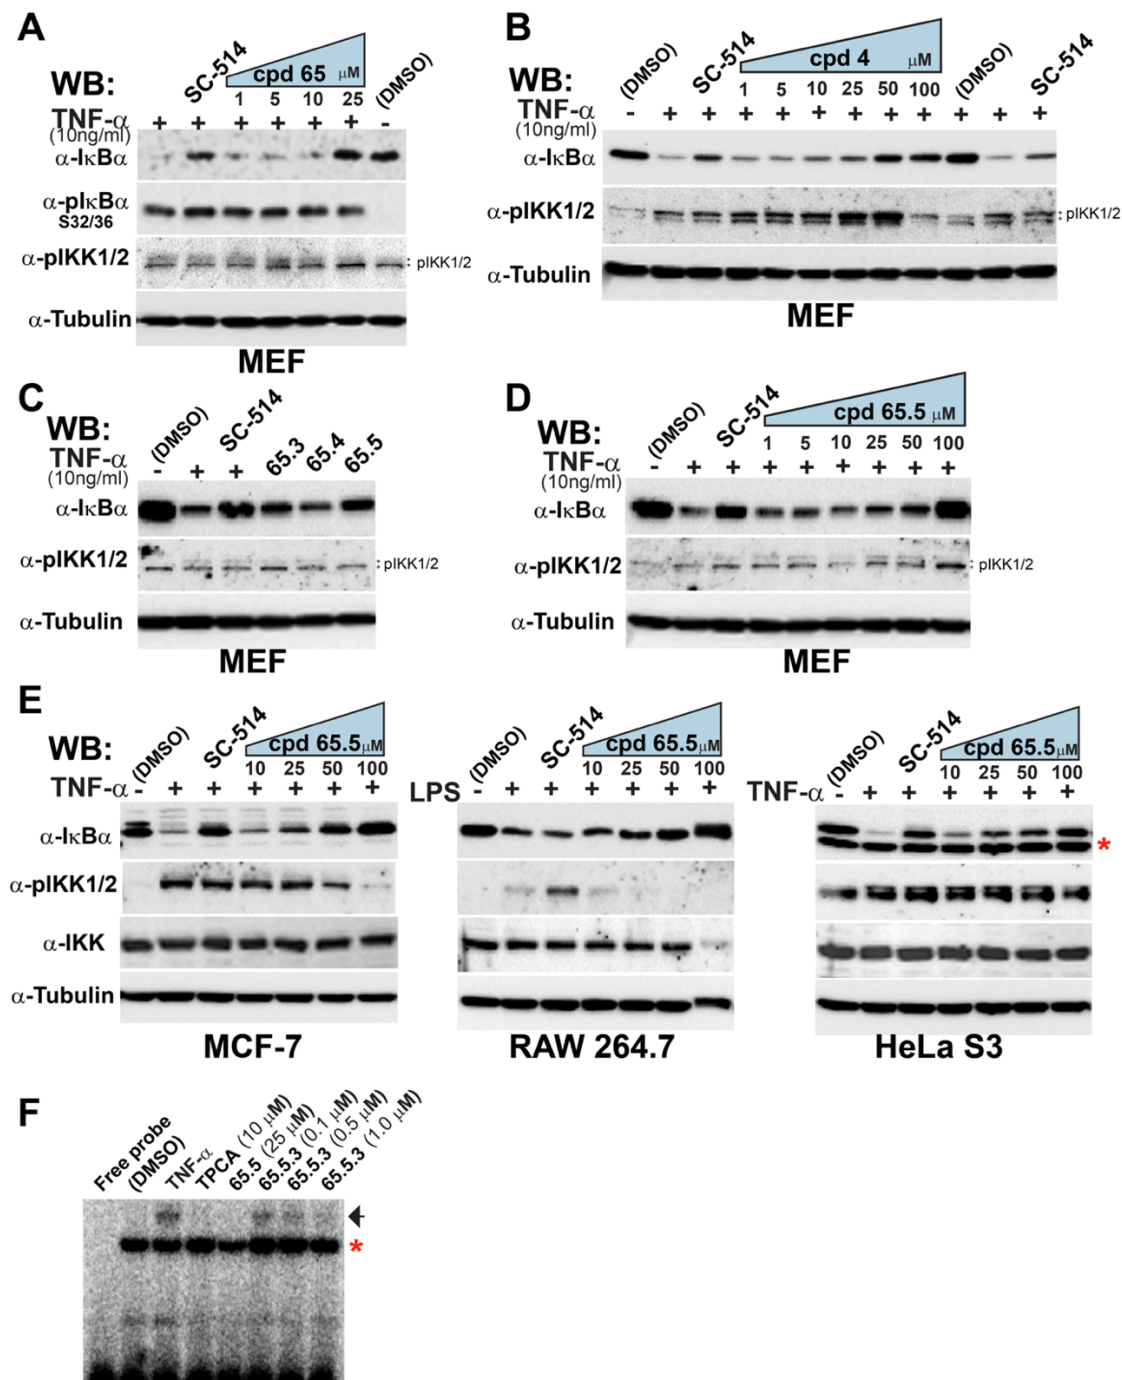 A
WB:
SC-514
cpd 65 μM
(DMSO)
1 5 10 25
TNF-α + + + + + + -
(10ng/ml)
α-IκBα
α-pIκBα
S32/36
α-pIKK1/2
pIKK1/2
α-Tubulin
MEF
B
WB:
(DMSO)
SC-514
cpd 4 μM
(DMSO)
SC-514
1 5 10 25 50 100
TNF-α - + + + + + + + + + + +
(10ng/ml)
α-IκBα
α-pIKK1/2
pIKK1/2
α-Tubulin
MEF
C
WB:
(DMSO)
SC-514
65.3
65.4
65.5
TNF-α - + +
(10ng/ml)
α-IκBα
α-pIKK1/2
pIKK1/2
α-Tubulin
MEF
D
WB:
(DMSO)
SC-514
cpd 65.5 μM
1 5 10 25 50 100
TNF-α - + + + + + + + +
(10ng/ml)
α-IκBα
α-pIKK1/2
pIKK1/2
α-Tubulin
MEF
E
WB:
(DMSO)
SC-514
cpd 65.5μM
10 25 50 100
TNF-α - + + + + + +
α-IκBα
α-pIKK1/2
α-IKK
α-Tubulin
MCF-7
(DMSO)
SC-514
cpd 65.5μM
10 25 50 100
LPS - + + + + + +
RAW 264.7
(DMSO)
SC-514
cpd 65.5μM
10 25 50 100
TNF-α - + + + + + +
*
HeLa S3
F
Free probe
(DMSO)
TNF-α
TPCA (10 μM)
65.5 (25 μM)
65.5.3 (0.1 μM)
65.5.3 (0.5 μM)
65.5.3 (1.0 μM)
*